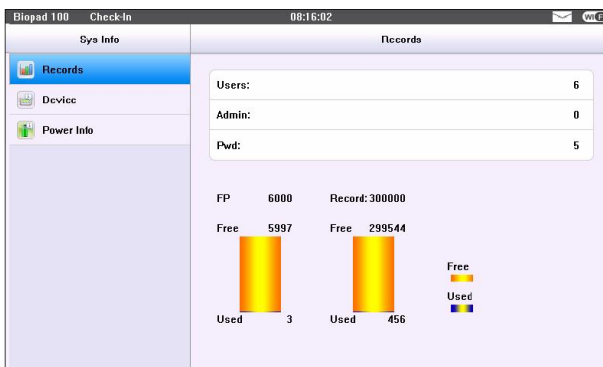 Biopad 100 Check-In 08:16:02 WiF
Sys Info
Records
Records
Device
Power Info
Users: 6
Admin: 0
Pwd: 5
FP 6000 Record: 300000
Free 5997 Free 299544
Used 3 Used 456
Free
Used